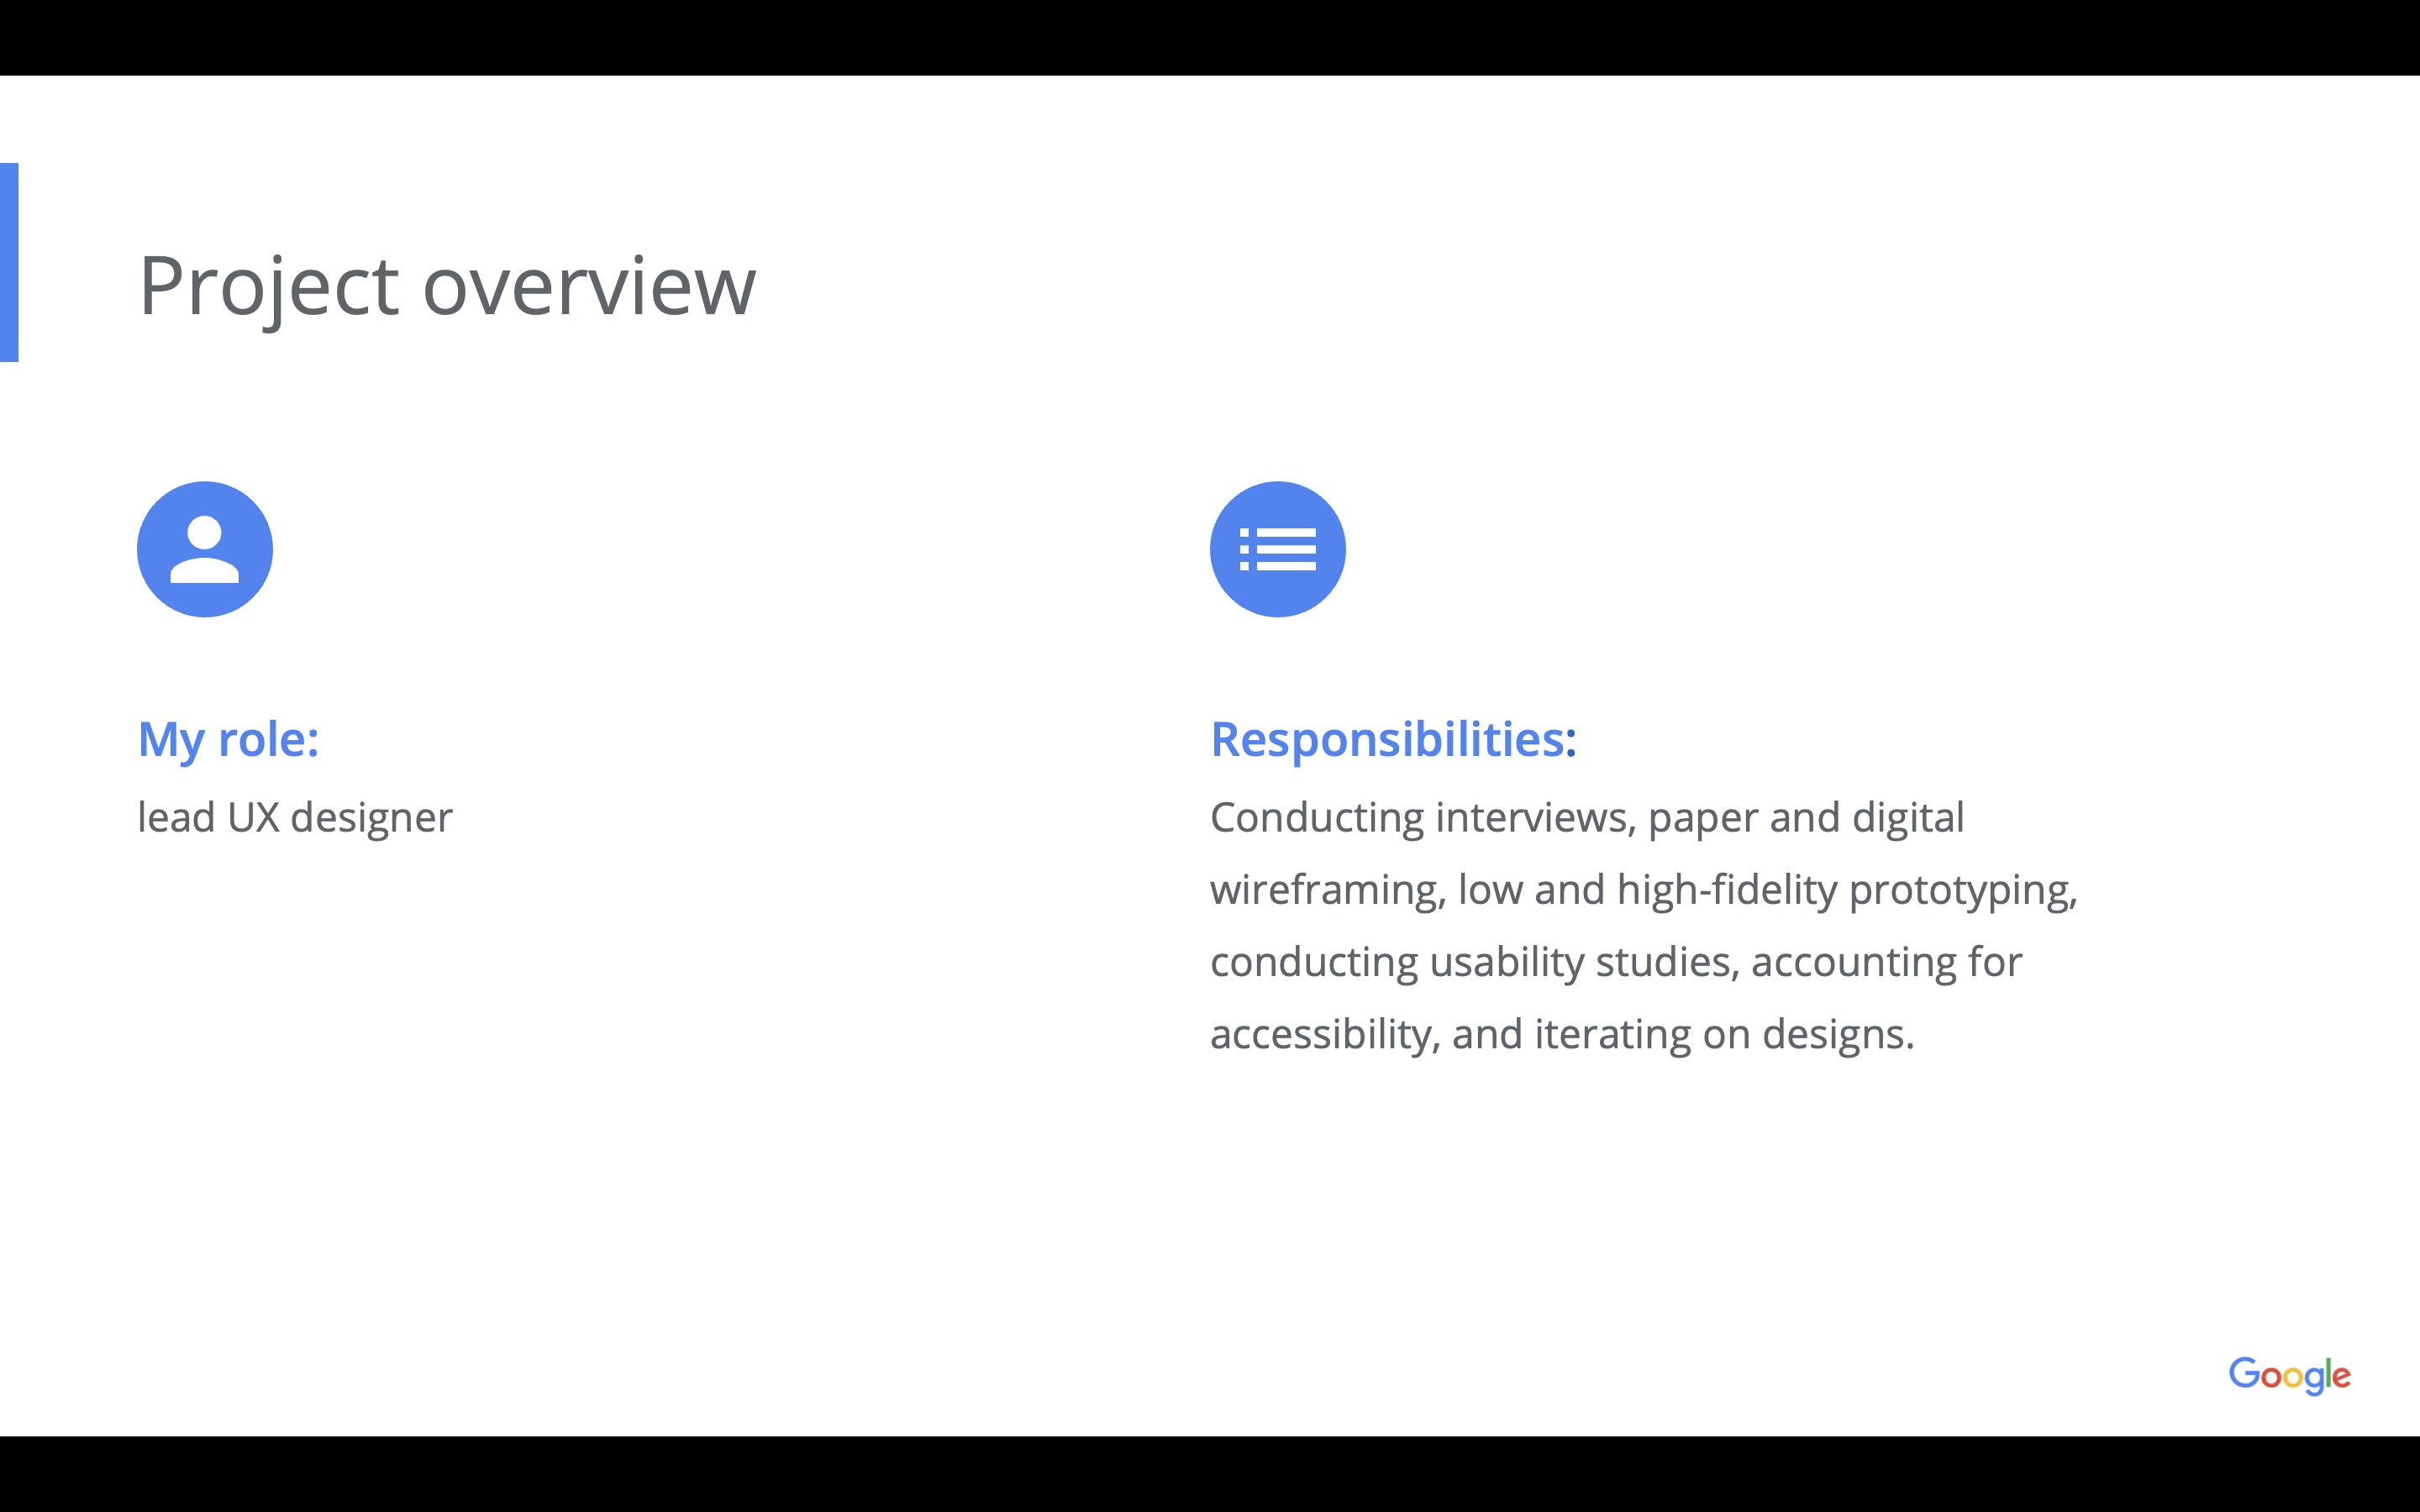 Project overview
My role:
lead UX designer
Responsibilities:
Conducting interviews, paper and digital
wireframing, low and high-fidelity prototyping,
conducting usability studies, accounting for
accessibility, and iterating on designs.
Google